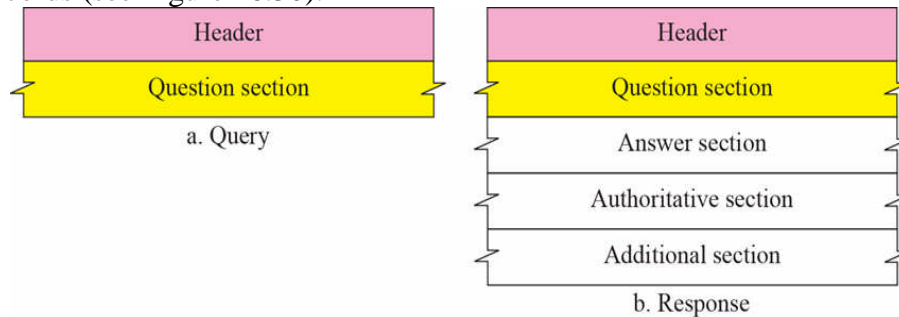 Header
Question section
a. Query
Header
Question section
Answer section
Authoritative section
Additional section
b. Response